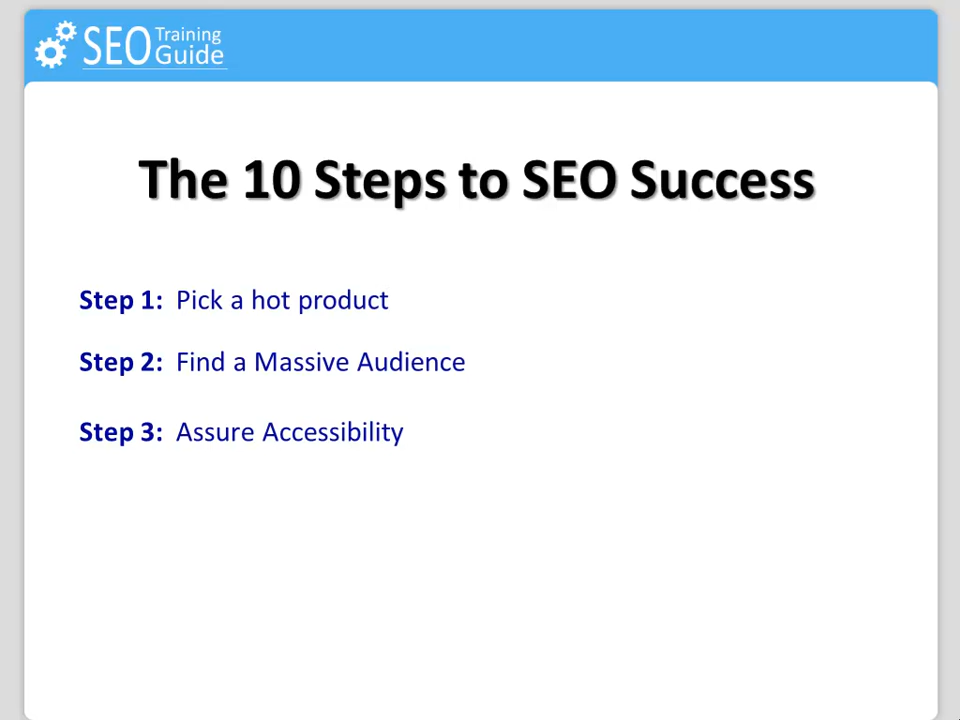 SEO Training Guide
The 10 Steps to SEO Success
Step 1: Pick a hot product
Step 2: Find a Massive Audience
Step 3: Assure Accessibility